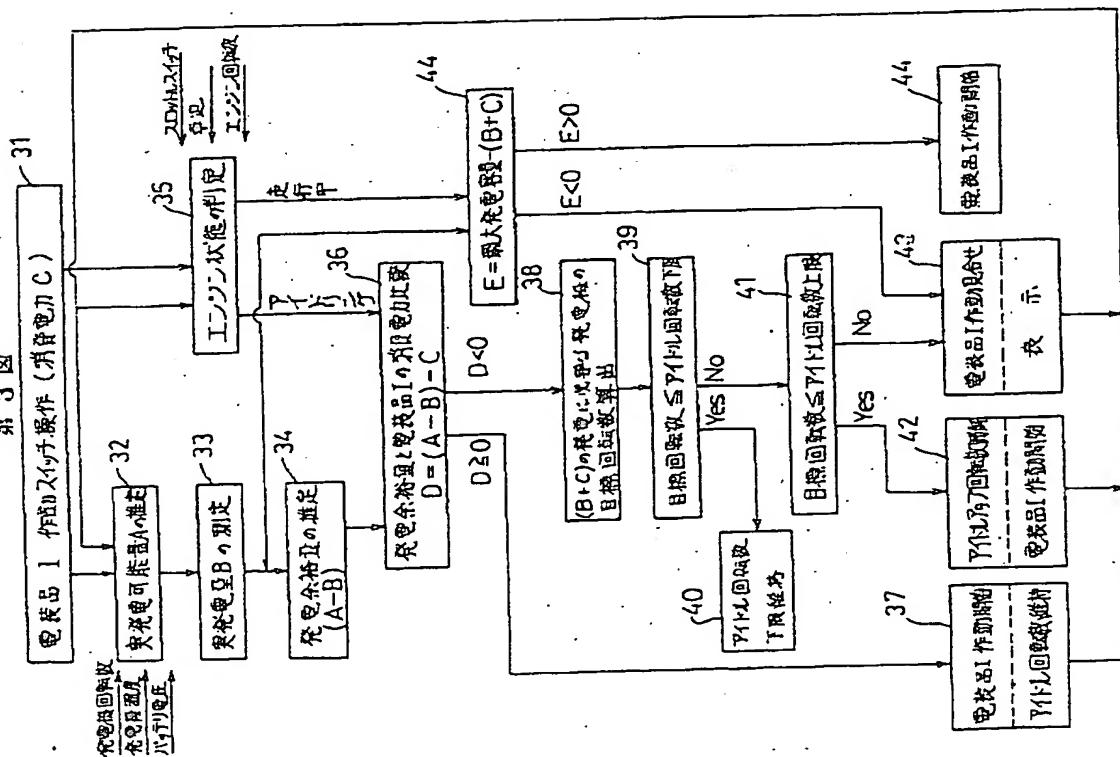 第3図
31
電装品I 作動スイッチ操作 (消費電力C)
スロットルスイッチ
車速
エンジン回転数
発電機回転数
発電機温度
バッテリ電圧
32
実発電可能量Aの推定
33
実発電量Bの測定
34
発電余裕量の推定
(A-B)
35
エンジン状態の判定
走行中
アイドリング
36
発電余裕量と電装品Iの消費電力比較
D=(A-B)-C
D<0
D≧0
44
E=最大発電容量-(B+C)
E<0
E>0
38
(B+C)の発電に必要な発電機の
目標回転数算出
39
目標回転数≦アイドル回転数下限
Yes
No
40
アイドル回転数
下限維持
41
目標回転数≦アイドル回転数上限
Yes
No
37
電装品I作動開始
アイドル回転数維持
42
アイドルアップ回転数制御
電装品I作動開始
43
電装品I作動見合せ
表示
44
電装品I作動開始